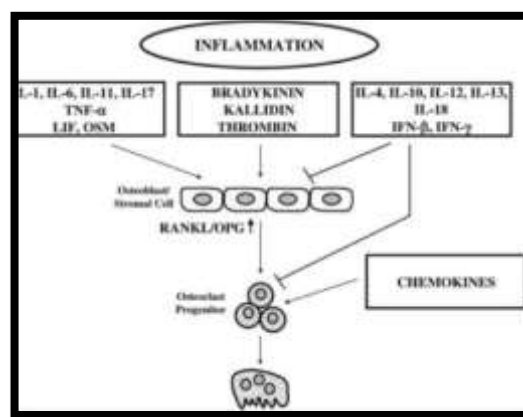 INFLAMMATION
IL-1, IL-6, IL-11, IL-17
TNF-α
LIF, OSM
BRADYKININ
KALLIDIN
THROMBIN
IL-4, IL-10, IL-12, IL-13,
IL-18
IFN-β, IFN-γ
Osteoblast/
Stromal Cell
RANKL/OPG
CHEMOKINES
Osteoclast
Progenitor